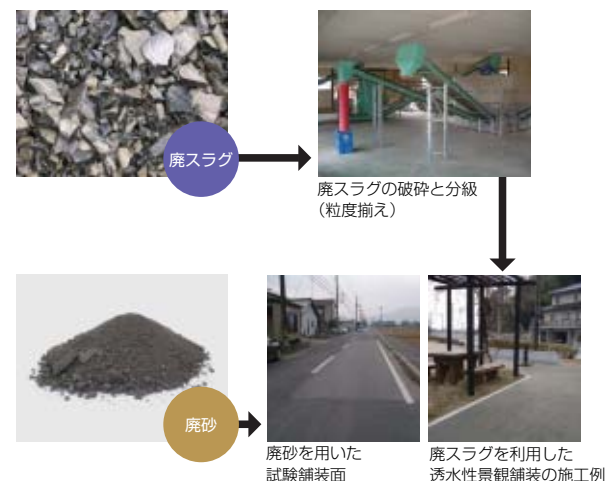 廃スラグ
廃スラグの破砕と分級
（粒度揃え）
廃砂
廃砂を用いた
試験舗装面
廃スラグを利用した
透水性景観舗装の施工例